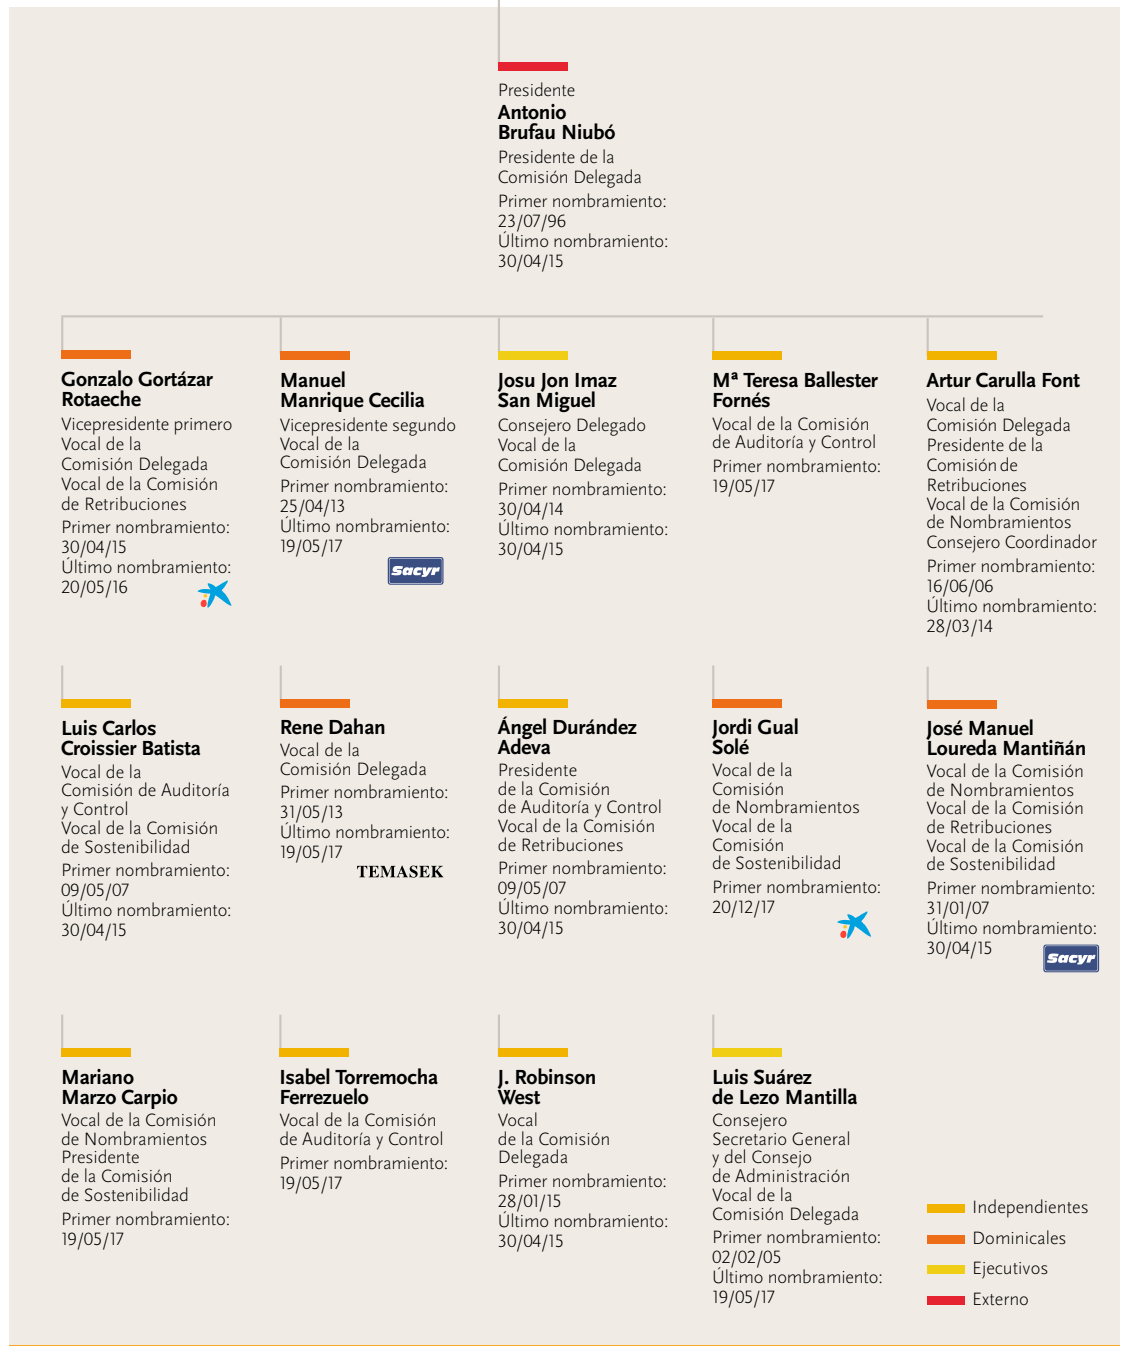 Presidente
Antonio
Brufau Niubó
Presidente de la
Comisión Delegada
Primer nombramiento:
23/07/96
Último nombramiento:
30/04/15
Gonzalo Gortázar
Rotaeche
Vicepresidente primero
Vocal de la
Comisión Delegada
Vocal de la Comisión
de Retribuciones
Primer nombramiento:
30/04/15
Último nombramiento:
20/05/16
Manuel
Manrique Cecilia
Vicepresidente segundo
Vocal de la
Comisión Delegada
Primer nombramiento:
25/04/13
Último nombramiento:
19/05/17
Sacyr
Josu Jon Imaz
San Miguel
Consejero Delegado
Vocal de la
Comisión Delegada
Primer nombramiento:
30/04/14
Último nombramiento:
30/04/15
Mª Teresa Ballester
Fornés
Vocal de la Comisión
de Auditoría y Control
Primer nombramiento:
19/05/17
Artur Carulla Font
Vocal de la
Comisión Delegada
Presidente de la
Comisión de
Retribuciones
Vocal de la Comisión
de Nombramientos
Consejero Coordinador
Primer nombramiento:
16/06/06
Último nombramiento:
28/03/14
Luis Carlos
Croissier Batista
Vocal de la
Comisión de Auditoría
y Control
Vocal de la Comisión
de Sostenibilidad
Primer nombramiento:
09/05/07
Último nombramiento:
30/04/15
Rene Dahan
Vocal de la
Comisión Delegada
Primer nombramiento:
31/05/13
Último nombramiento:
19/05/17
TEMASEK
Ángel Durández
Adeva
Presidente
de la Comisión
de Auditoría y Control
Vocal de la Comisión
de Retribuciones
Primer nombramiento:
09/05/07
Último nombramiento:
30/04/15
Jordi Gual
Solé
Vocal de la
Comisión
de Nombramientos
Vocal de la
Comisión
de Sostenibilidad
Primer nombramiento:
20/12/17
José Manuel
Loureda Mantiñán
Vocal de la Comisión
de Nombramientos
Vocal de la Comisión
de Retribuciones
Vocal de la Comisión
de Sostenibilidad
Primer nombramiento:
31/01/07
Último nombramiento:
30/04/15
Sacyr
Mariano
Marzo Carpio
Vocal de la Comisión
de Nombramientos
Presidente
de la Comisión
de Sostenibilidad
Primer nombramiento:
19/05/17
Isabel Torremocha
Ferrezuelo
Vocal de la Comisión
de Auditoría y Control
Primer nombramiento:
19/05/17
J. Robinson
West
Vocal
de la Comisión
Delegada
Primer nombramiento:
28/01/15
Último nombramiento:
30/04/15
Luis Suárez
de Lezo Mantilla
Consejero
Secretario General
y del Consejo
de Administración
Vocal de la
Comisión Delegada
Primer nombramiento:
02/02/05
Último nombramiento:
19/05/17
Independientes
Dominicales
Ejecutivos
Externo